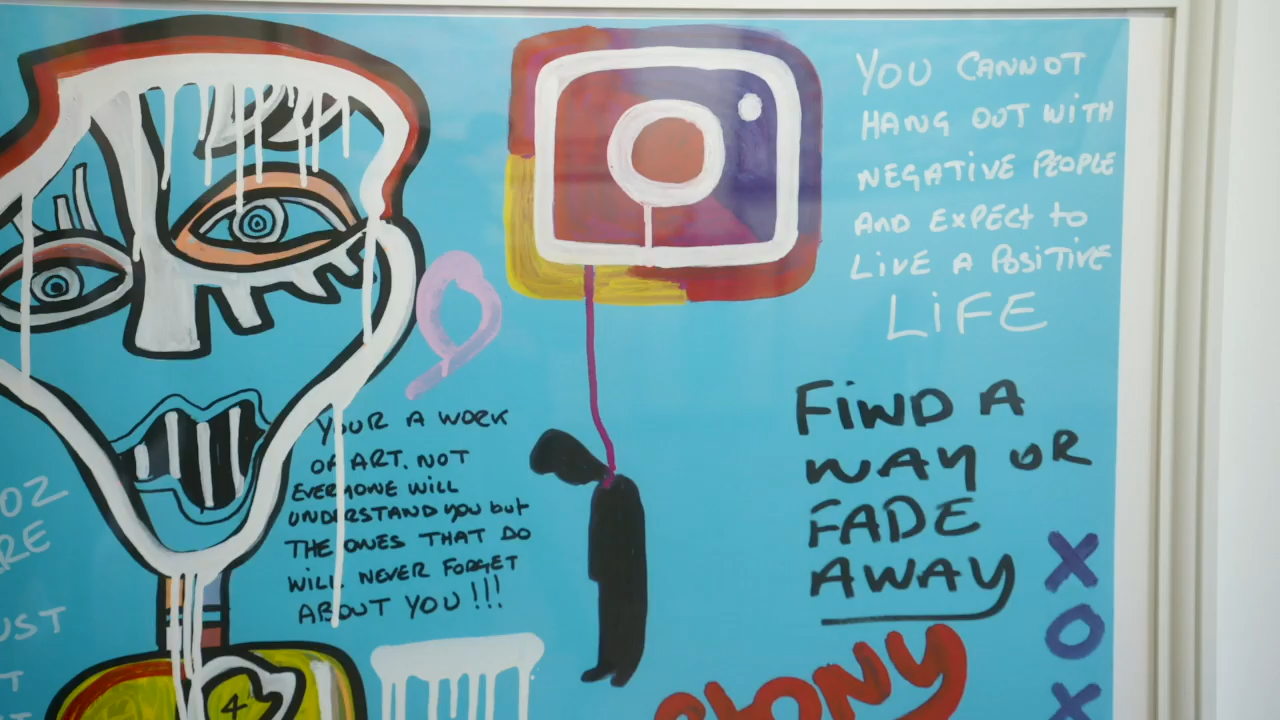 YOU CANNOT
HANG OUT WITH
NEGATIVE PEOPLE
AND EXPECT to
LiVE A POSiTiVE
LiFE
FiND A
WAY OR
FADE
AWAY
YOUR A WORK
OF ART. NOT
EVERYONE WILL
UNDERSTAND YOU but
THE ONES THAT DO
WILL NEVER FORGET
ABOUT YOU !!!
X
O
X
4